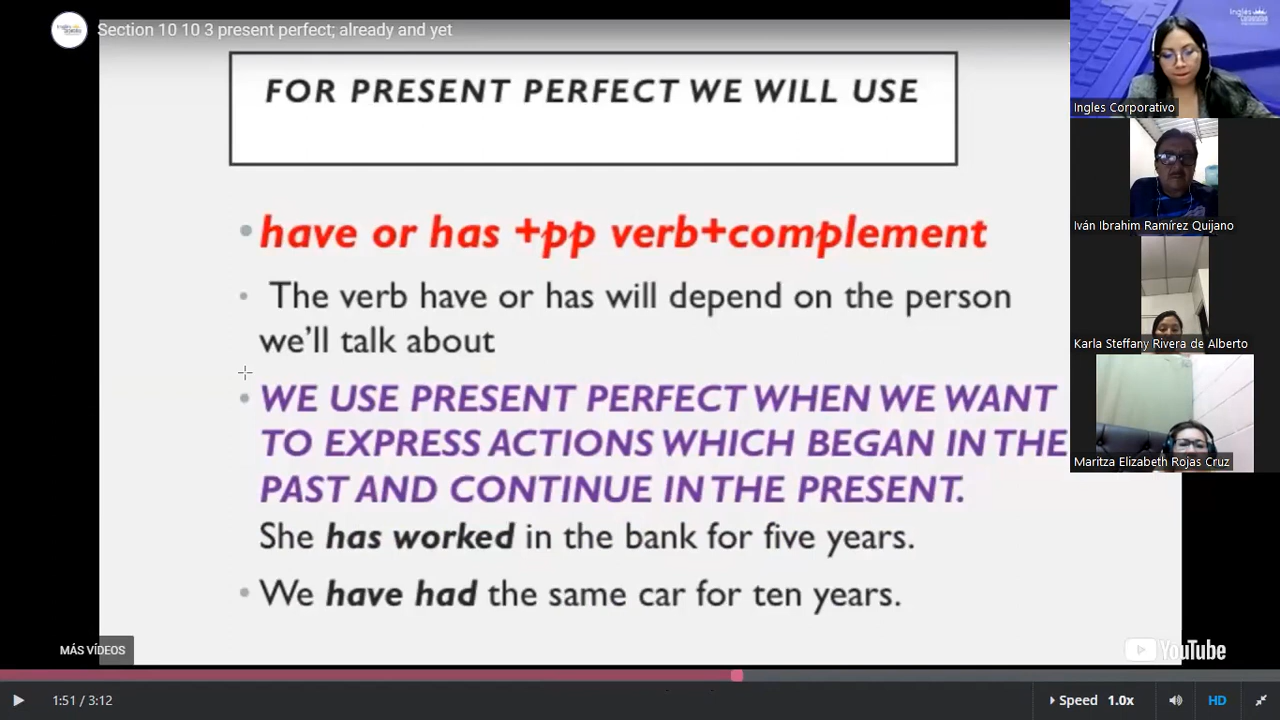 Section 10 10 3 present perfect; already and yet
FOR PRESENT PERFECT WE WILL USE
Ingles Corporativo
Iván Ibrahim Ramírez Quijano
• have or has +pp verb+complement
• The verb have or has will depend on the person
we'll talk about
Karla Steffany Rivera de Alberto
• WE USE PRESENT PERFECT WHEN WE WANT
TO EXPRESS ACTIONS WHICH BEGAN IN THE
PAST AND CONTINUE IN THE PRESENT.
Maritza Elizabeth Rojas Cruz
She has worked in the bank for five years.
• We have had the same car for ten years.
MÁS VÍDEOS
YouTube
1:51 / 3:12
Speed 1.0x
HD